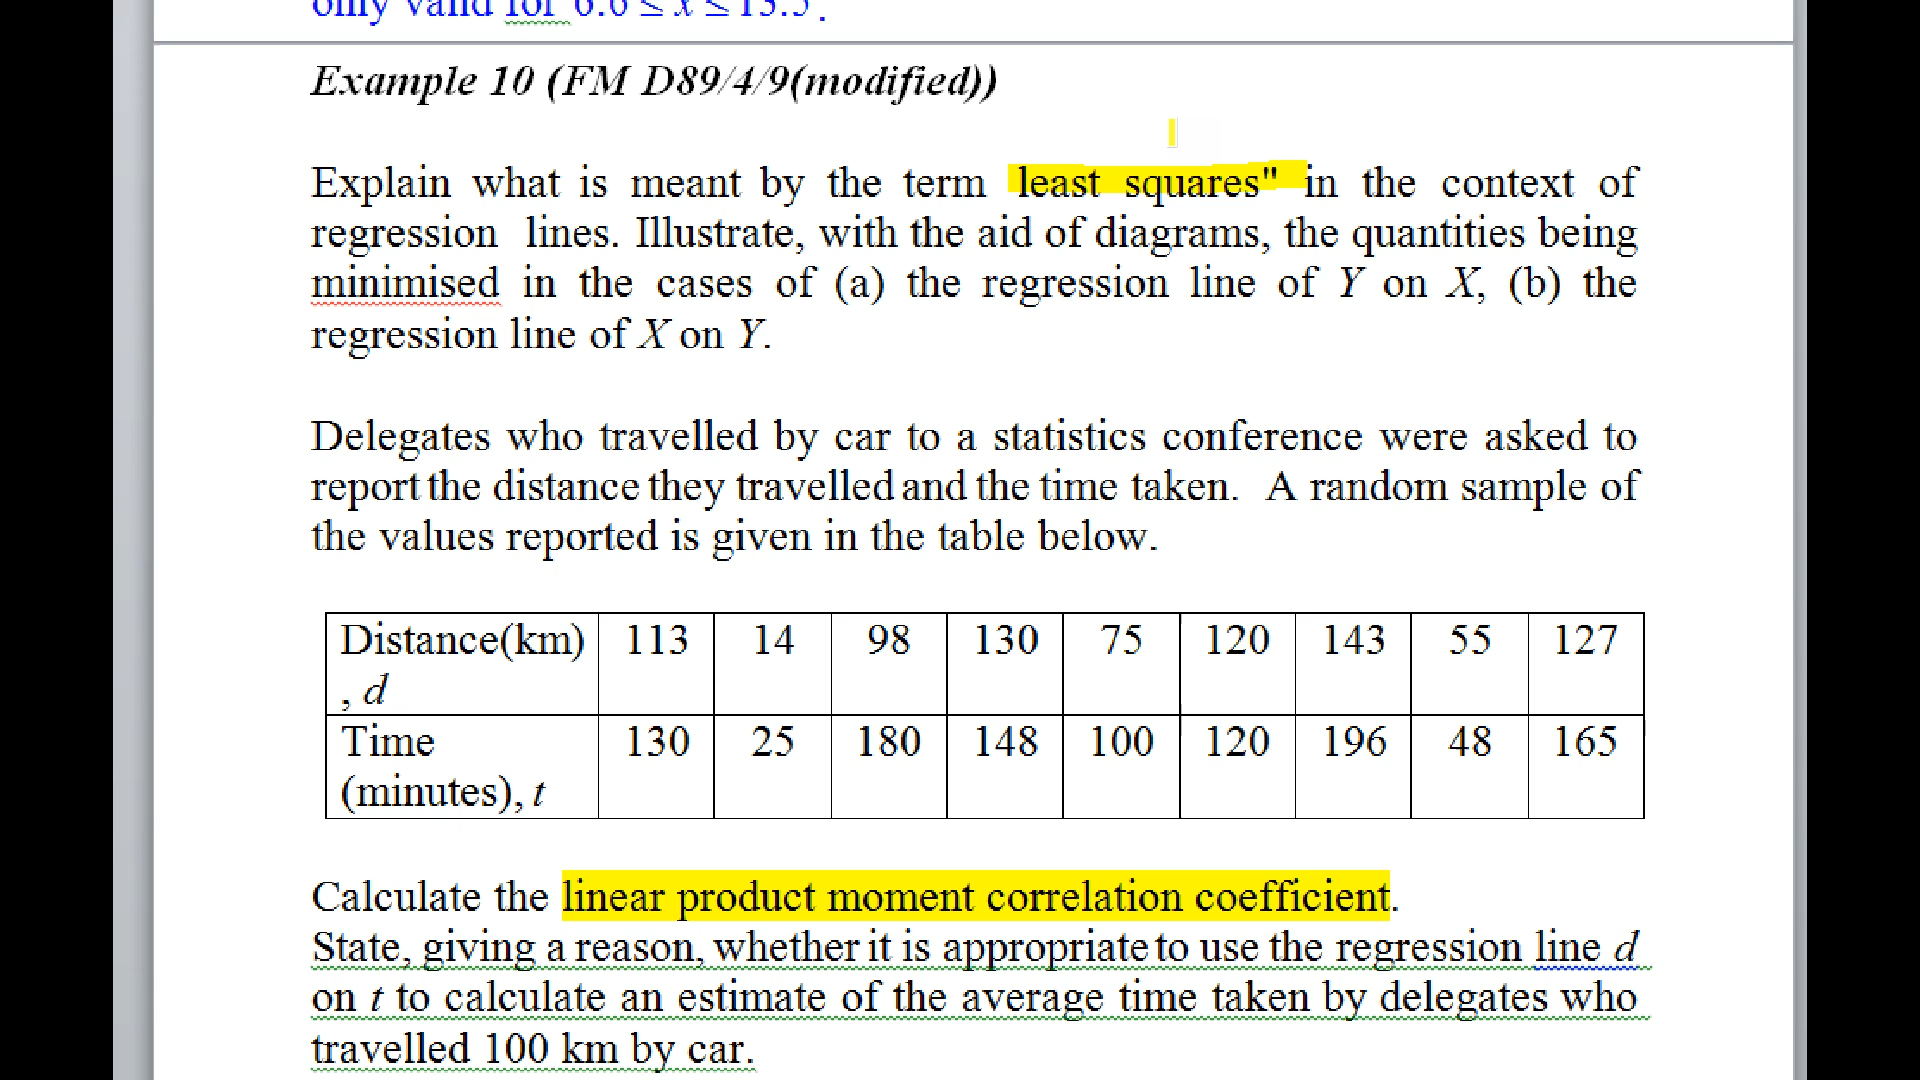 only valid for 6.6 ≤ x ≤ 13.5.
Example 10 (FM D89/4/9(modified))
Explain what is meant by the term least squares" in the context of
regression lines. Illustrate, with the aid of diagrams, the quantities being
minimised in the cases of (a) the regression line of Y on X, (b) the
regression line of X on Y.
Delegates who travelled by car to a statistics conference were asked to
report the distance they travelled and the time taken. A random sample of
the values reported is given in the table below.
Distance(km) 113 14 98 130 75 120 143 55 127
, d
Time 130 25 180 148 100 120 196 48 165
(minutes), t
Calculate the linear product moment correlation coefficient.
State, giving a reason, whether it is appropriate to use the regression line d
on t to calculate an estimate of the average time taken by delegates who
travelled 100 km by car.